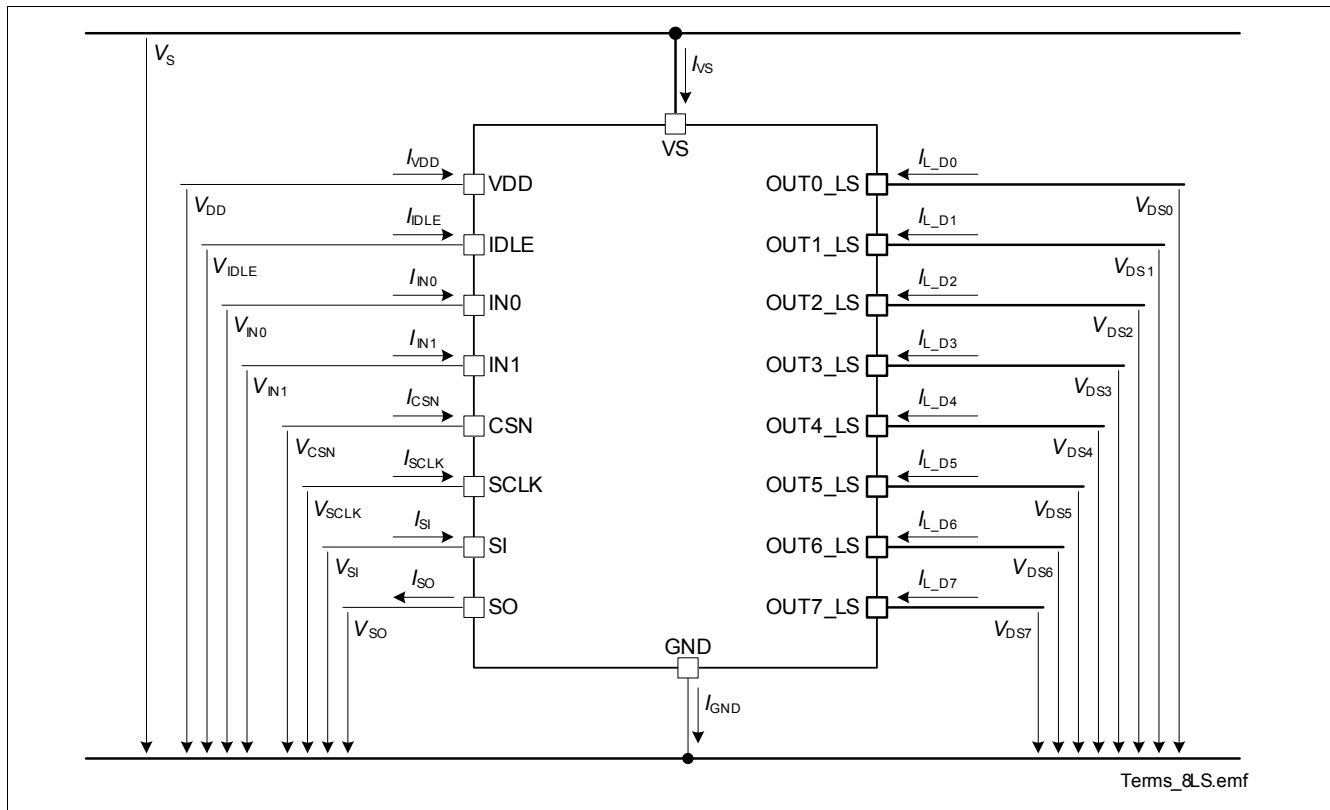 VS
IVS
VS
IVDD
VDD
OUT0_LS
IL_D0
VDD
VDS0
IIDLE
IDLE
OUT1_LS
IL_D1
VIDLE
VDS1
IIN0
IN0
OUT2_LS
IL_D2
VIN0
VDS2
IIN1
IN1
OUT3_LS
IL_D3
VIN1
VDS3
ICSN
CSN
OUT4_LS
IL_D4
VCSN
VDS4
ISCLK
SCLK
OUT5_LS
IL_D5
VSCLK
VDS5
ISI
SI
OUT6_LS
IL_D6
VSI
VDS6
ISO
SO
OUT7_LS
IL_D7
VSO
VDS7
GND
IGND
Terms_8LS.emf